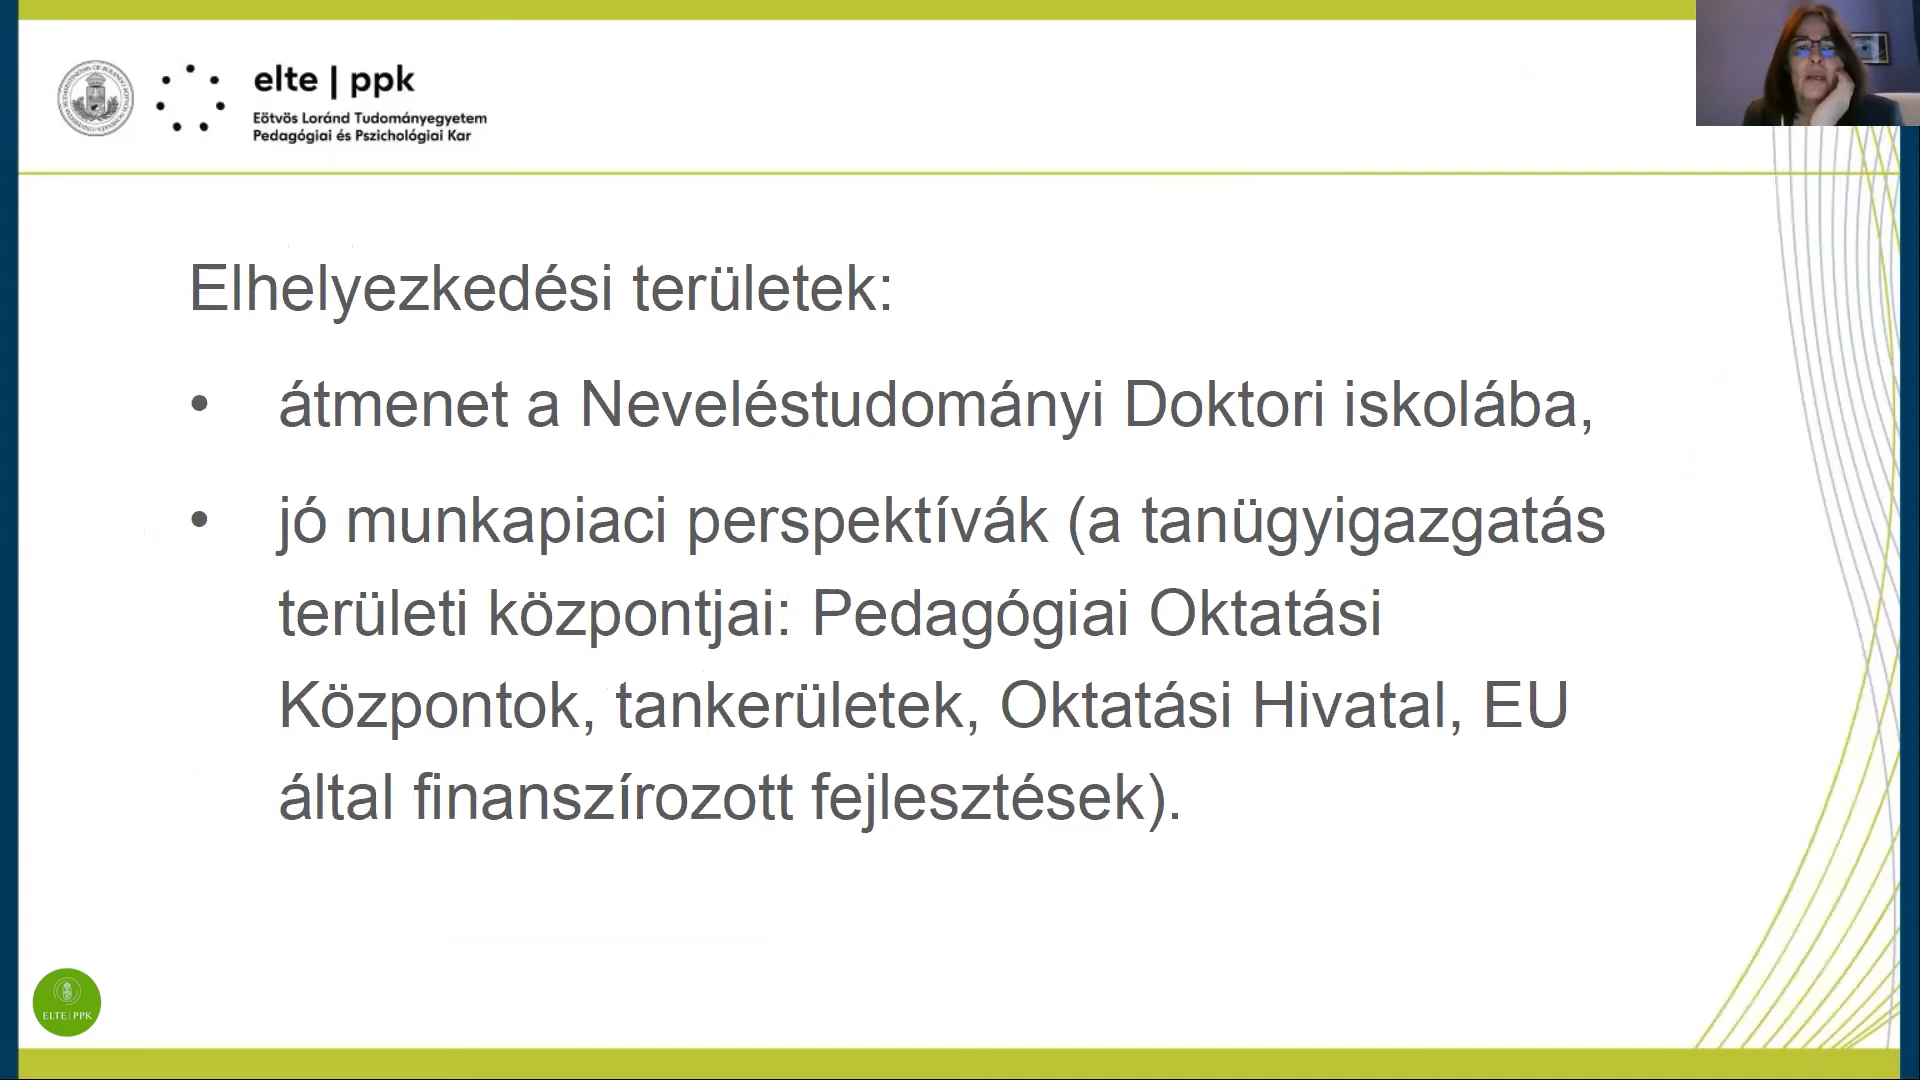 elte | ppk
Eötvös Loránd Tudományegyetem
Pedagógiai és Pszichológiai Kar
Elhelyezkedési területek:
• átmenet a Neveléstudományi Doktori iskolába,
• jó munkapiaci perspektívák (a tanügyigazgatás
területi központjai: Pedagógiai Oktatási
Központok, tankerületek, Oktatási Hivatal, EU
által finanszírozott fejlesztések).
ELTE | PPK